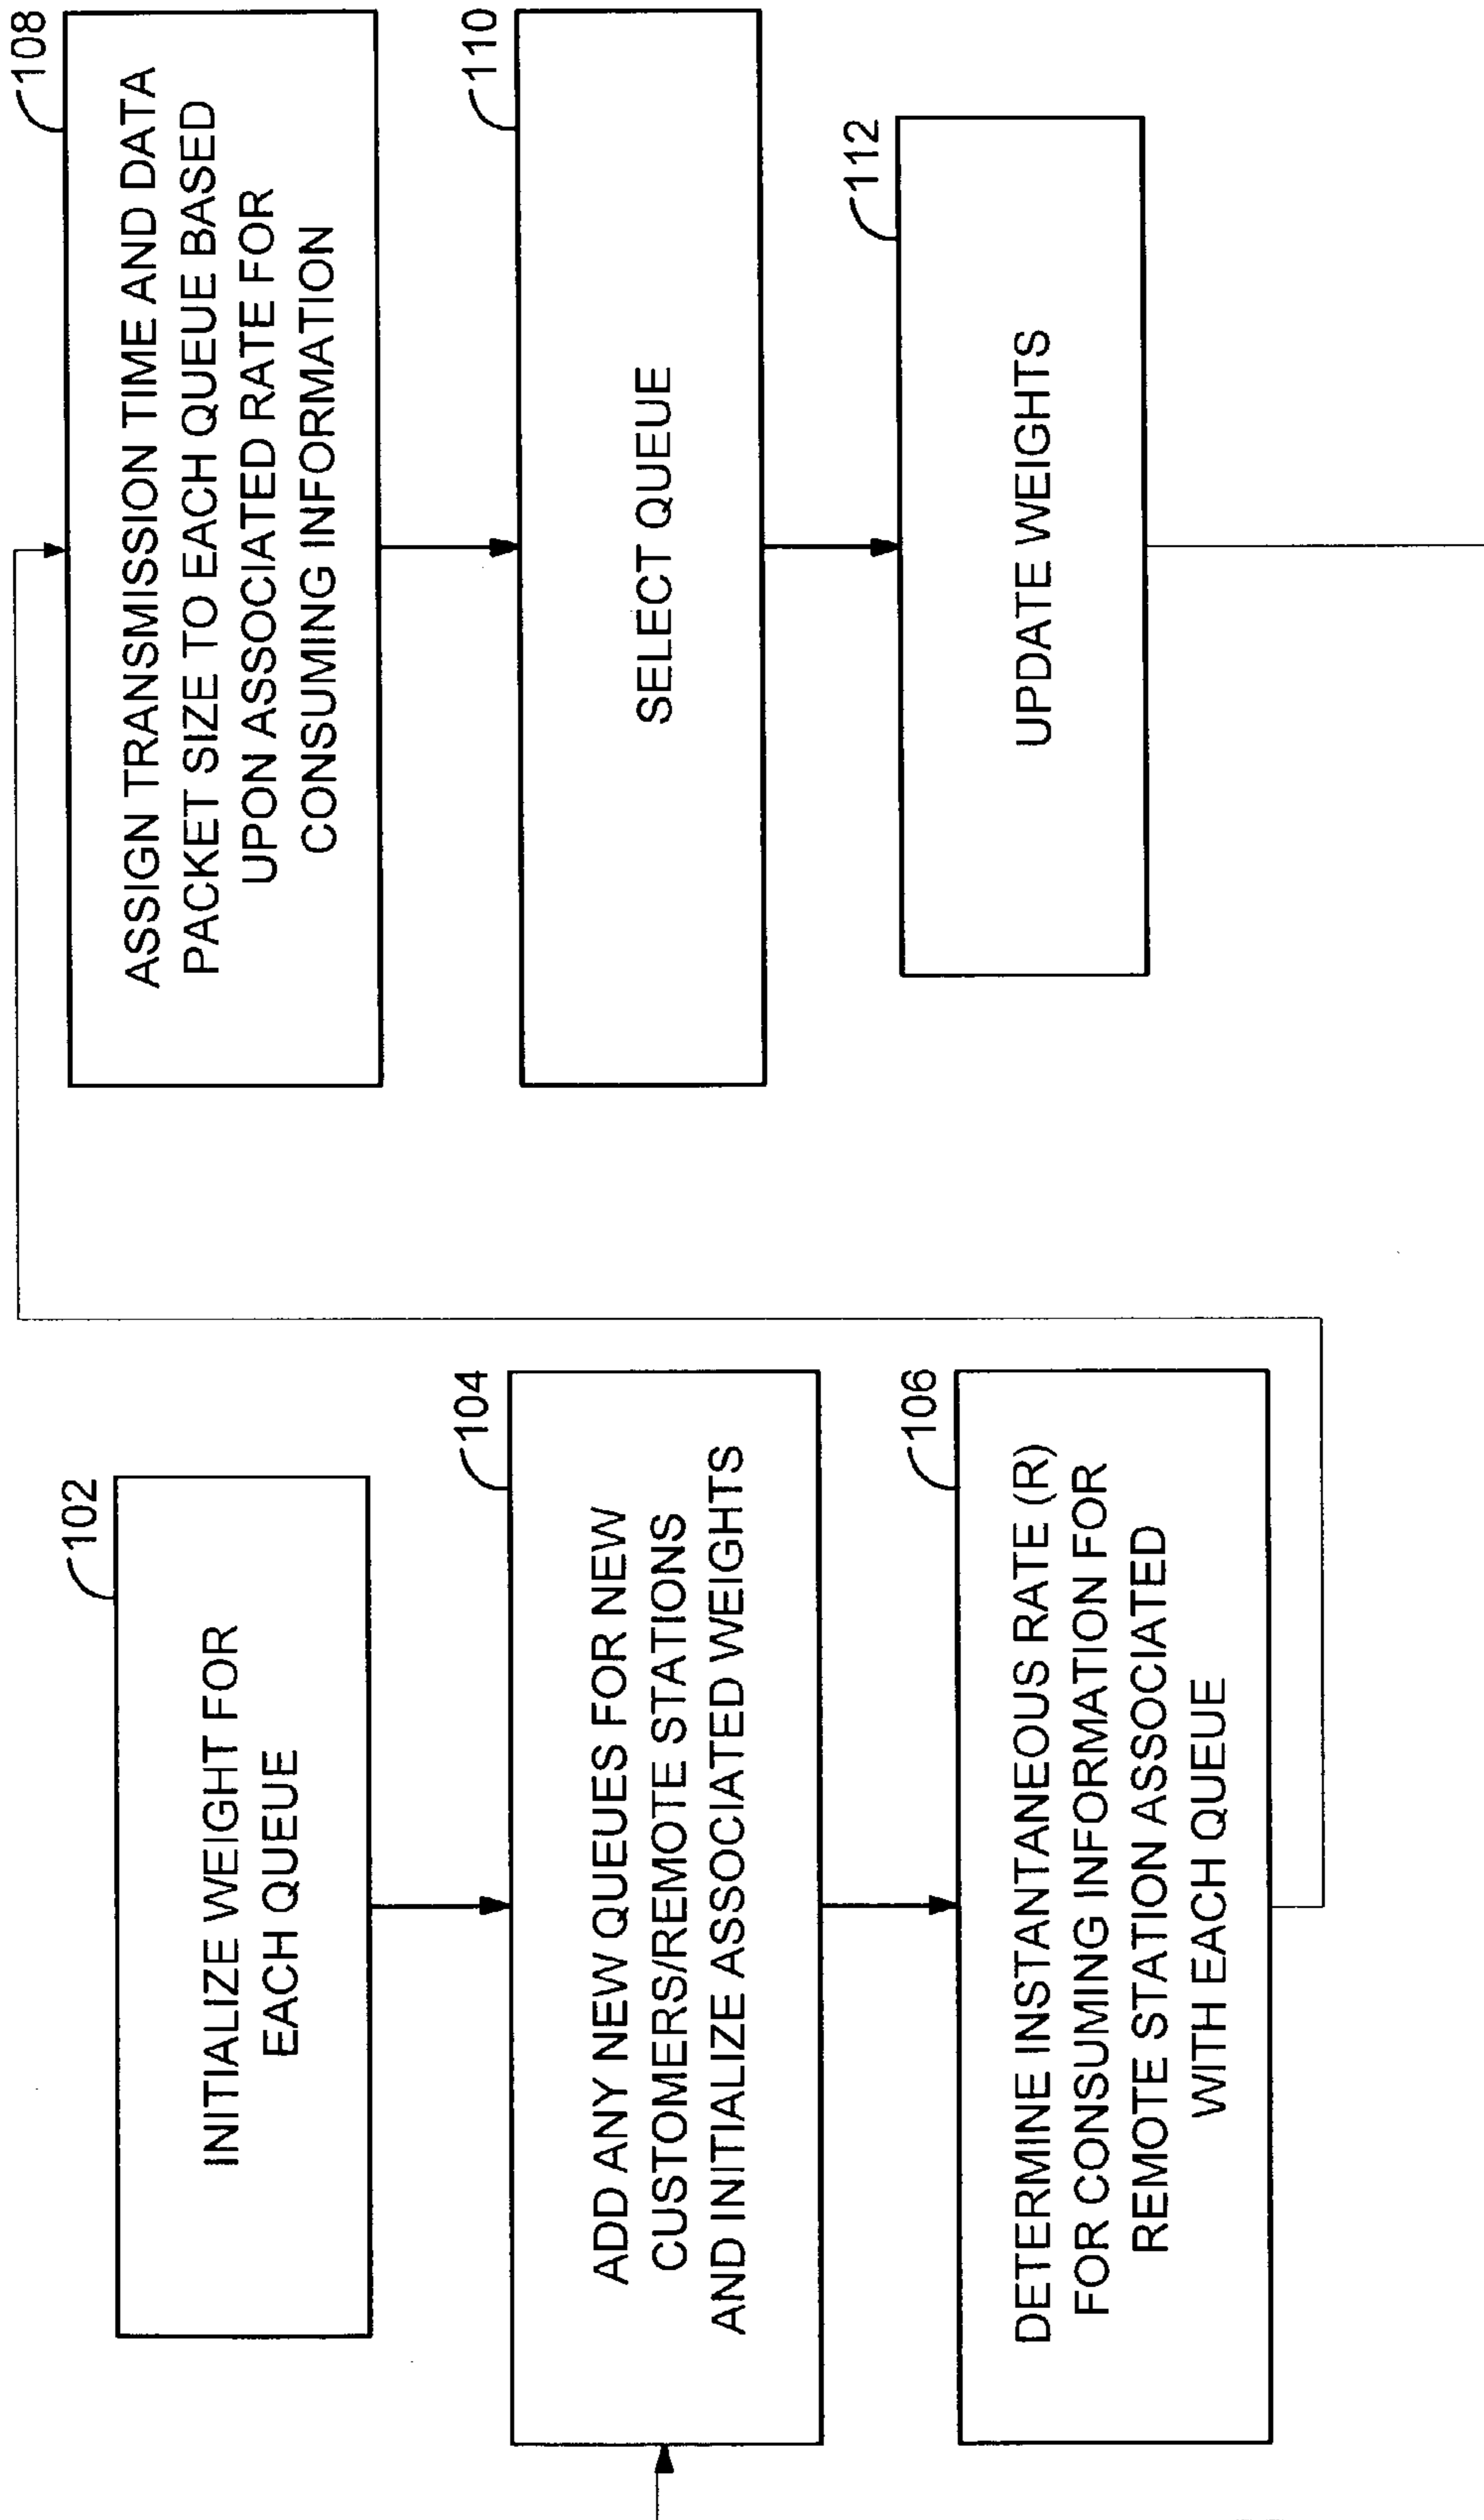 102
INITIALIZE WEIGHT FOR
EACH QUEUE
104
ADD ANY NEW QUEUES FOR NEW
CUSTOMERS/REMOTE STATIONS
AND INITIALIZE ASSOCIATED WEIGHTS
106
DETERMINE INSTANTANEOUS RATE (R)
FOR CONSUMING INFORMATION FOR
REMOTE STATION ASSOCIATED
WITH EACH QUEUE
108
ASSIGN TRANSMISSION TIME AND DATA
PACKET SIZE TO EACH QUEUE BASED
UPON ASSOCIATED RATE FOR
CONSUMING INFORMATION
110
SELECT QUEUE
112
UPDATE WEIGHTS